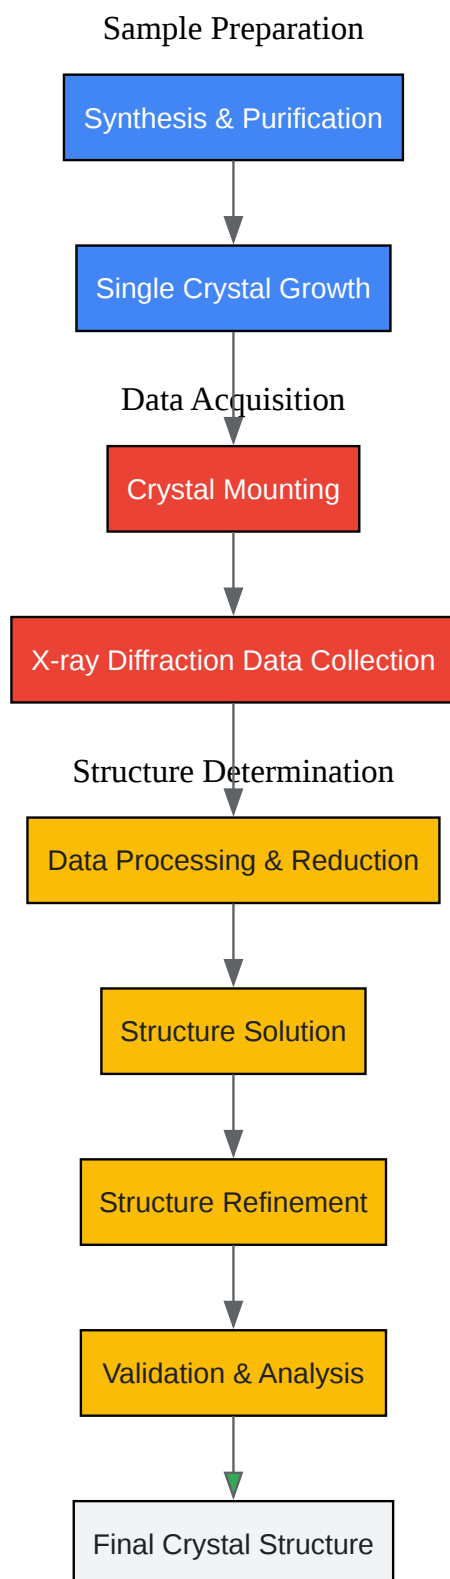 Sample Preparation
Synthesis & Purification
Single Crystal Growth
Data Acquisition
Crystal Mounting
X-ray Diffraction Data Collection
Structure Determination
Data Processing & Reduction
Structure Solution
Structure Refinement
Validation & Analysis
Final Crystal Structure